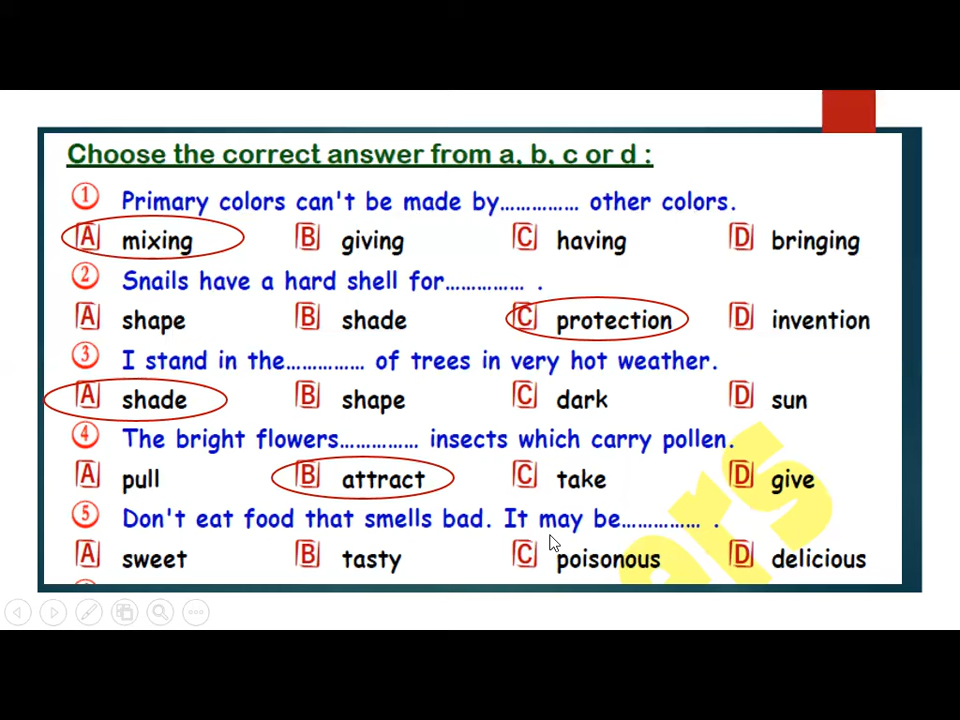 Choose the correct answer from a, b, c or d :
1 Primary colors can't be made by…………… other colors.
A mixing B giving C having D bringing
2 Snails have a hard shell for…………… .
A shape B shade C protection D invention
3 I stand in the…………… of trees in very hot weather.
A shade B shape C dark D sun
4 The bright flowers…………… insects which carry pollen.
A pull B attract C take D give
5 Don't eat food that smells bad. It may be…………… .
A sweet B tasty C poisonous D delicious